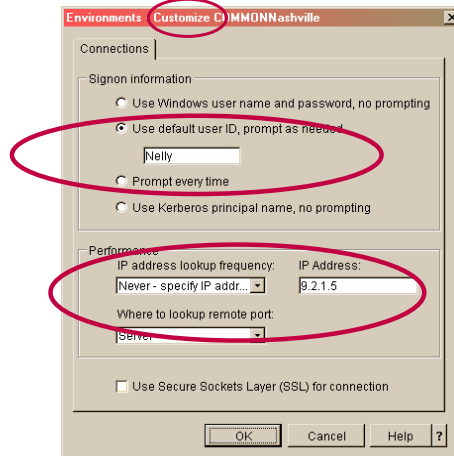 Environments Customize COMMONNashville
Connections
Signon information
Use Windows user name and password, no prompting
Use default user ID, prompt as needed
Nelly
Prompt every time
Use Kerberos principal name, no prompting
Performance
IP address lookup frequency: IP Address:
Never - specify IP addr... 9.2.1.5
Where to lookup remote port:
Server
Use Secure Sockets Layer (SSL) for connection
OK Cancel Help ?